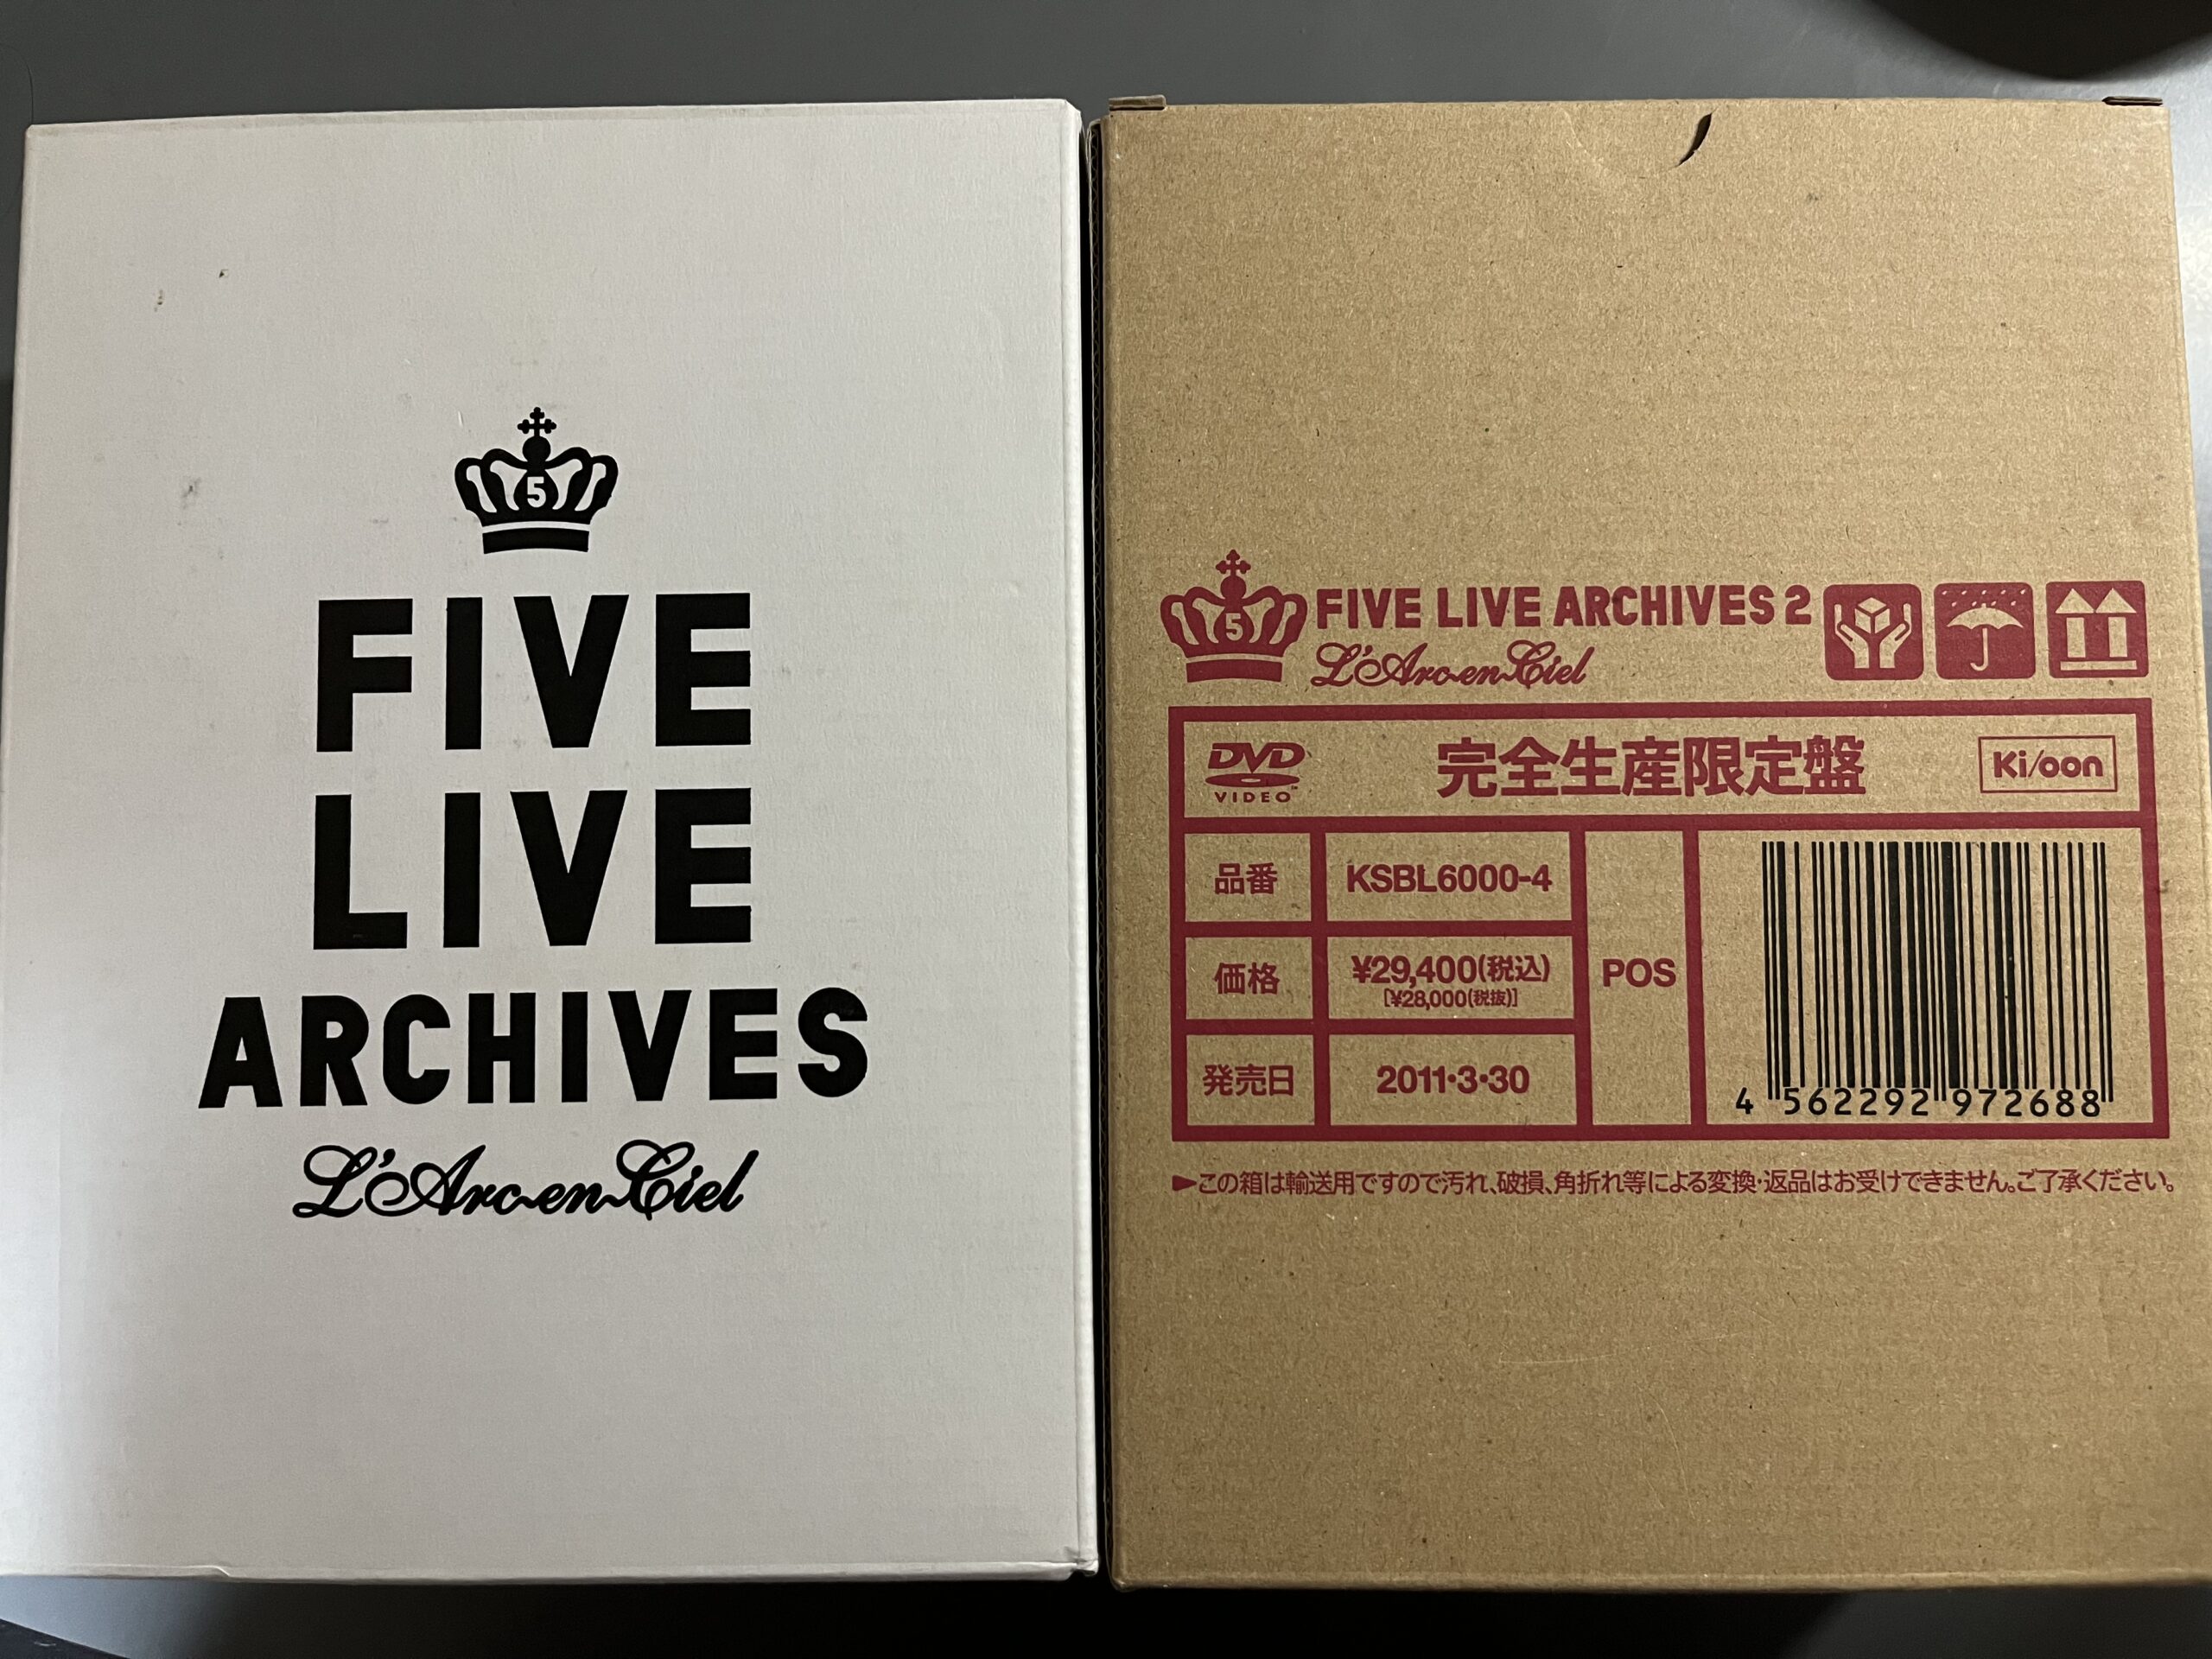 5
FIVE
LIVE
ARCHIVES
L'Arc~en~Ciel
5
FIVE LIVE ARCHIVES 2
L'Arc~en~Ciel
DVD
VIDEO
完全生産限定盤
Ki/oon
品番
KSBL6000-4
価格
¥29,400(税込)
[¥28,000(税抜)]
発売日
2011・3・30
POS
4 562292 972688
►この箱は輸送用ですので汚れ、破損、角折れ等による変換・返品はお受けできません。ご了承ください。